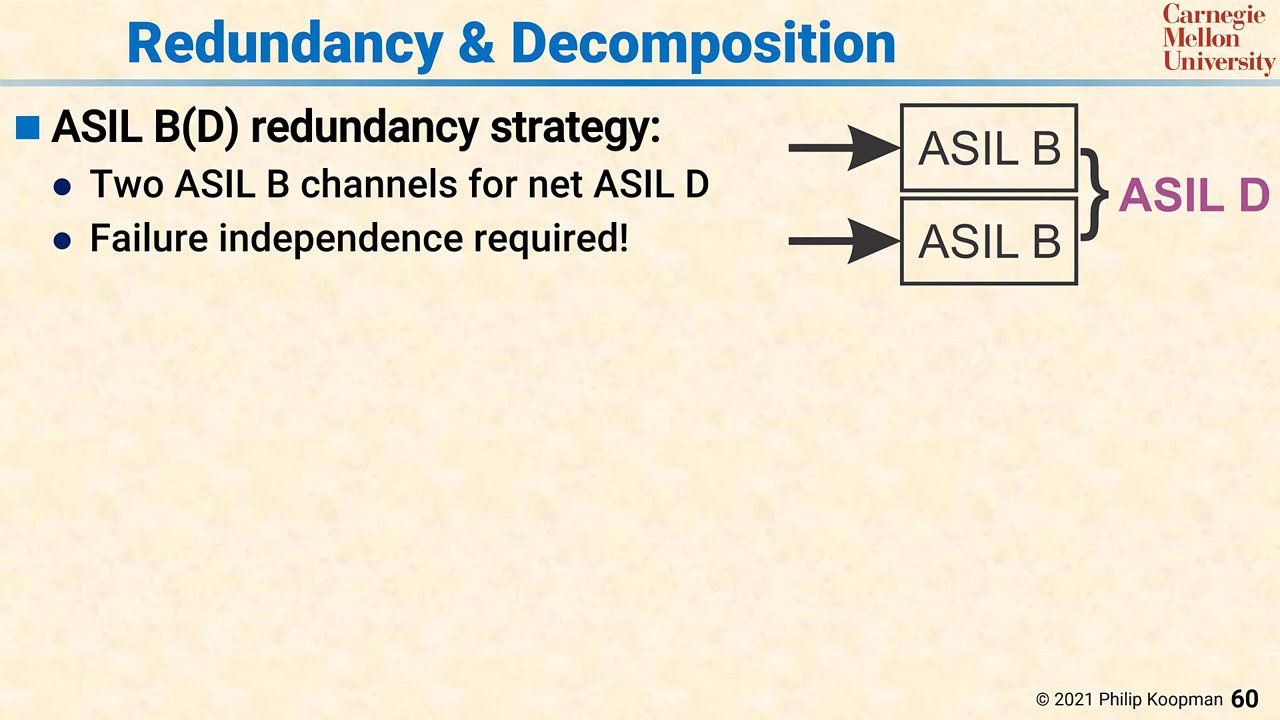 Redundancy & Decomposition
Carnegie
Mellon
University
ASIL B(D) redundancy strategy:
Two ASIL B channels for net ASIL D
Failure independence required!
ASIL B
ASIL B
ASIL D
© 2021 Philip Koopman 60